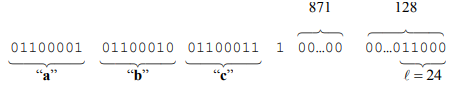 871 128
01100001 01100010 01100011 1 00…00 00…011000
“a” “b” “c” ℓ = 24